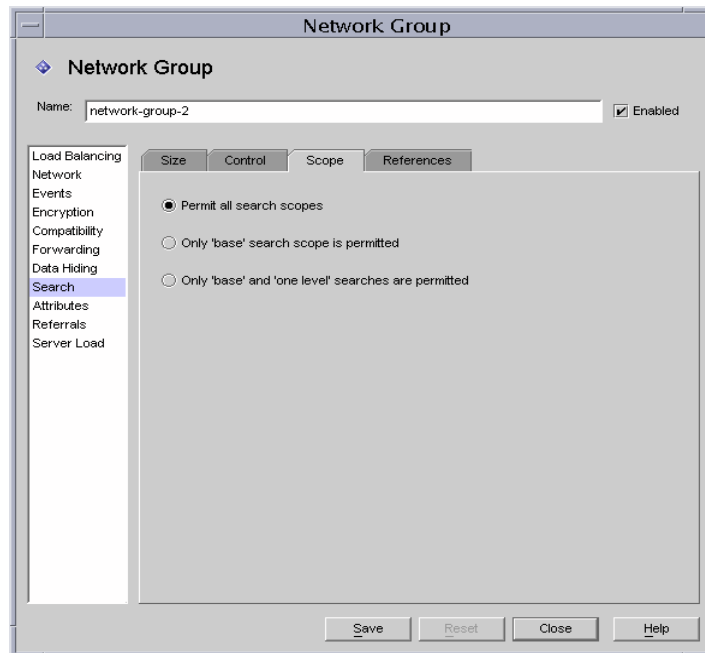 Network Group
Network Group
Name: network-group-2 Enabled
Load Balancing
Network
Events
Encryption
Compatibility
Forwarding
Data Hiding
Search
Attributes
Referrals
Server Load
Size Control Scope References
Permit all search scopes
Only 'base' search scope is permitted
Only 'base' and 'one level' searches are permitted
Save Reset Close Help